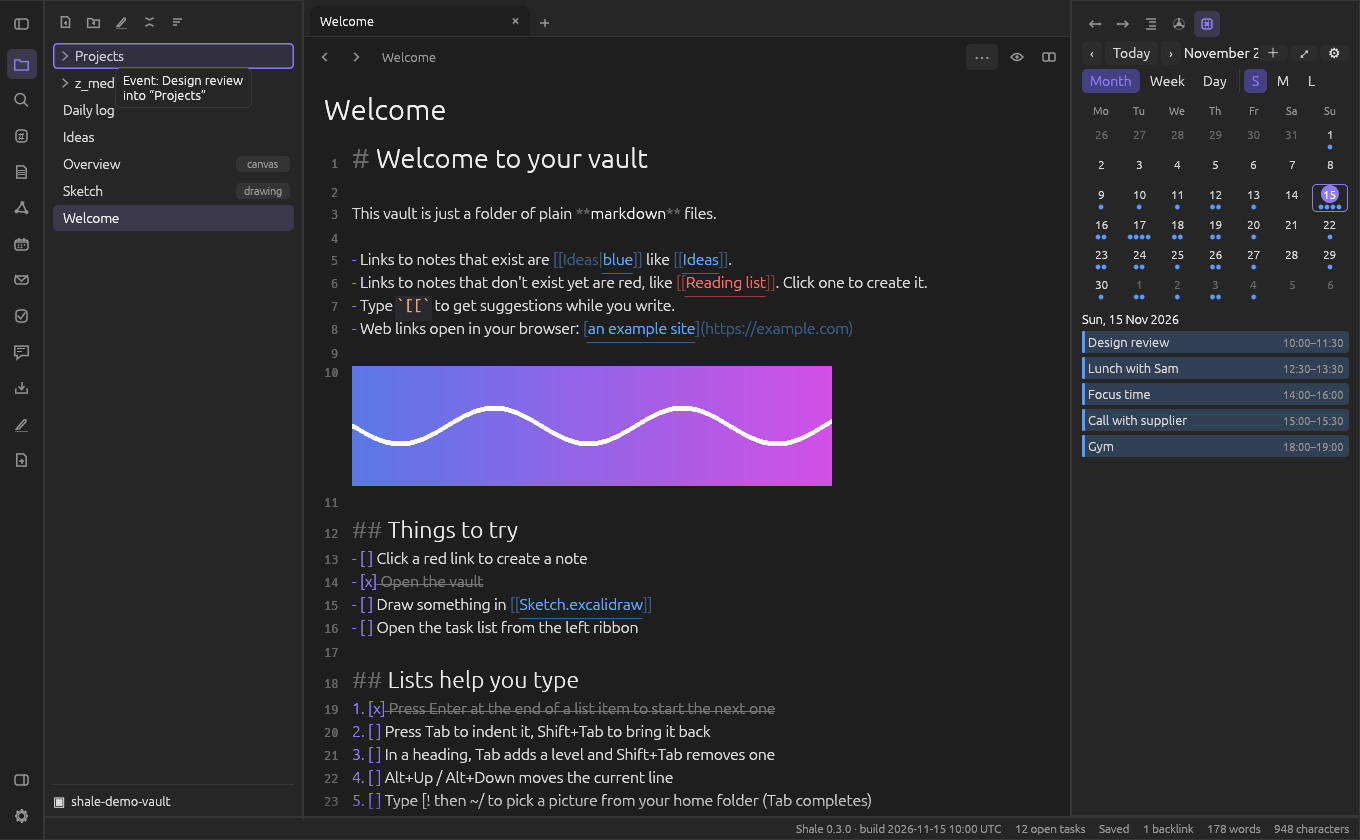 Projects
z_med
Event: Design review
into “Projects”
Daily log
Ideas
Overview canvas
Sketch drawing
Welcome
shale-demo-vault
Welcome × +
Welcome
Welcome
1 # Welcome to your vault
2
3 This vault is just a folder of plain **markdown** files.
4
5 - Links to notes that exist are [[Ideas|blue]] like [[Ideas]].
6 - Links to notes that don't exist yet are red, like [[Reading list]]. Click one to create it.
7 - Type `[[` to get suggestions while you write.
8 - Web links open in your browser: [an example site](https://example.com)
9
10
11
12 ## Things to try
13 - [ ] Click a red link to create a note
14 - [x] Open the vault
15 - [ ] Draw something in [[Sketch.excalidraw]]
16 - [ ] Open the task list from the left ribbon
17
18 ## Lists help you type
19 1. [x] Press Enter at the end of a list item to start the next one
20 2. [ ] Press Tab to indent it, Shift+Tab to bring it back
21 3. [ ] In a heading, Tab adds a level and Shift+Tab removes one
22 4. [ ] Alt+Up / Alt+Down moves the current line
23 5. [ ] Type [! then ~/ to pick a picture from your home folder (Tab completes)
‹ Today › November 2 +
Month Week Day S M L
Mo Tu We Th Fr Sa Su
26 27 28 29 30 31 1
2 3 4 5 6 7 8
9 10 11 12 13 14 15
16 17 18 19 20 21 22
23 24 25 26 27 28 29
30 1 2 3 4 5 6
Sun, 15 Nov 2026
Design review 10:00–11:30
Lunch with Sam 12:30–13:30
Focus time 14:00–16:00
Call with supplier 15:00–15:30
Gym 18:00–19:00
Shale 0.3.0 · build 2026-11-15 10:00 UTC 12 open tasks Saved 1 backlink 178 words 948 characters